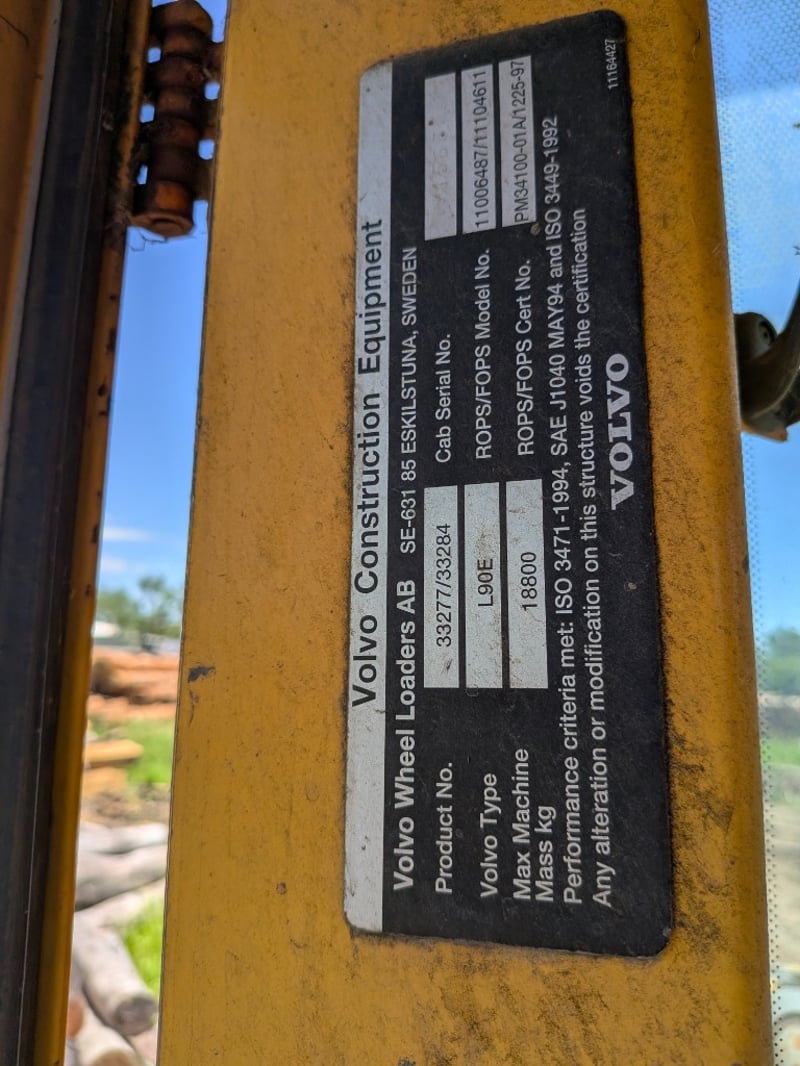 Volvo Construction Equipment
Volvo Wheel Loaders AB SE-631 85 ESKILSTUNA, SWEDEN
Product No. 33277/33284 Cab Serial No.
Volvo Type L90E ROPS/FOPS Model No. 11006487/11104611
Max Machine
Mass kg 18800 ROPS/FOPS Cert No. PM34100-01A/1225-97
Performance criteria met: ISO 3471-1994, SAE J1040 MAY94 and ISO 3449-1992
Any alteration or modification on this structure voids the certification
VOLVO
11164427